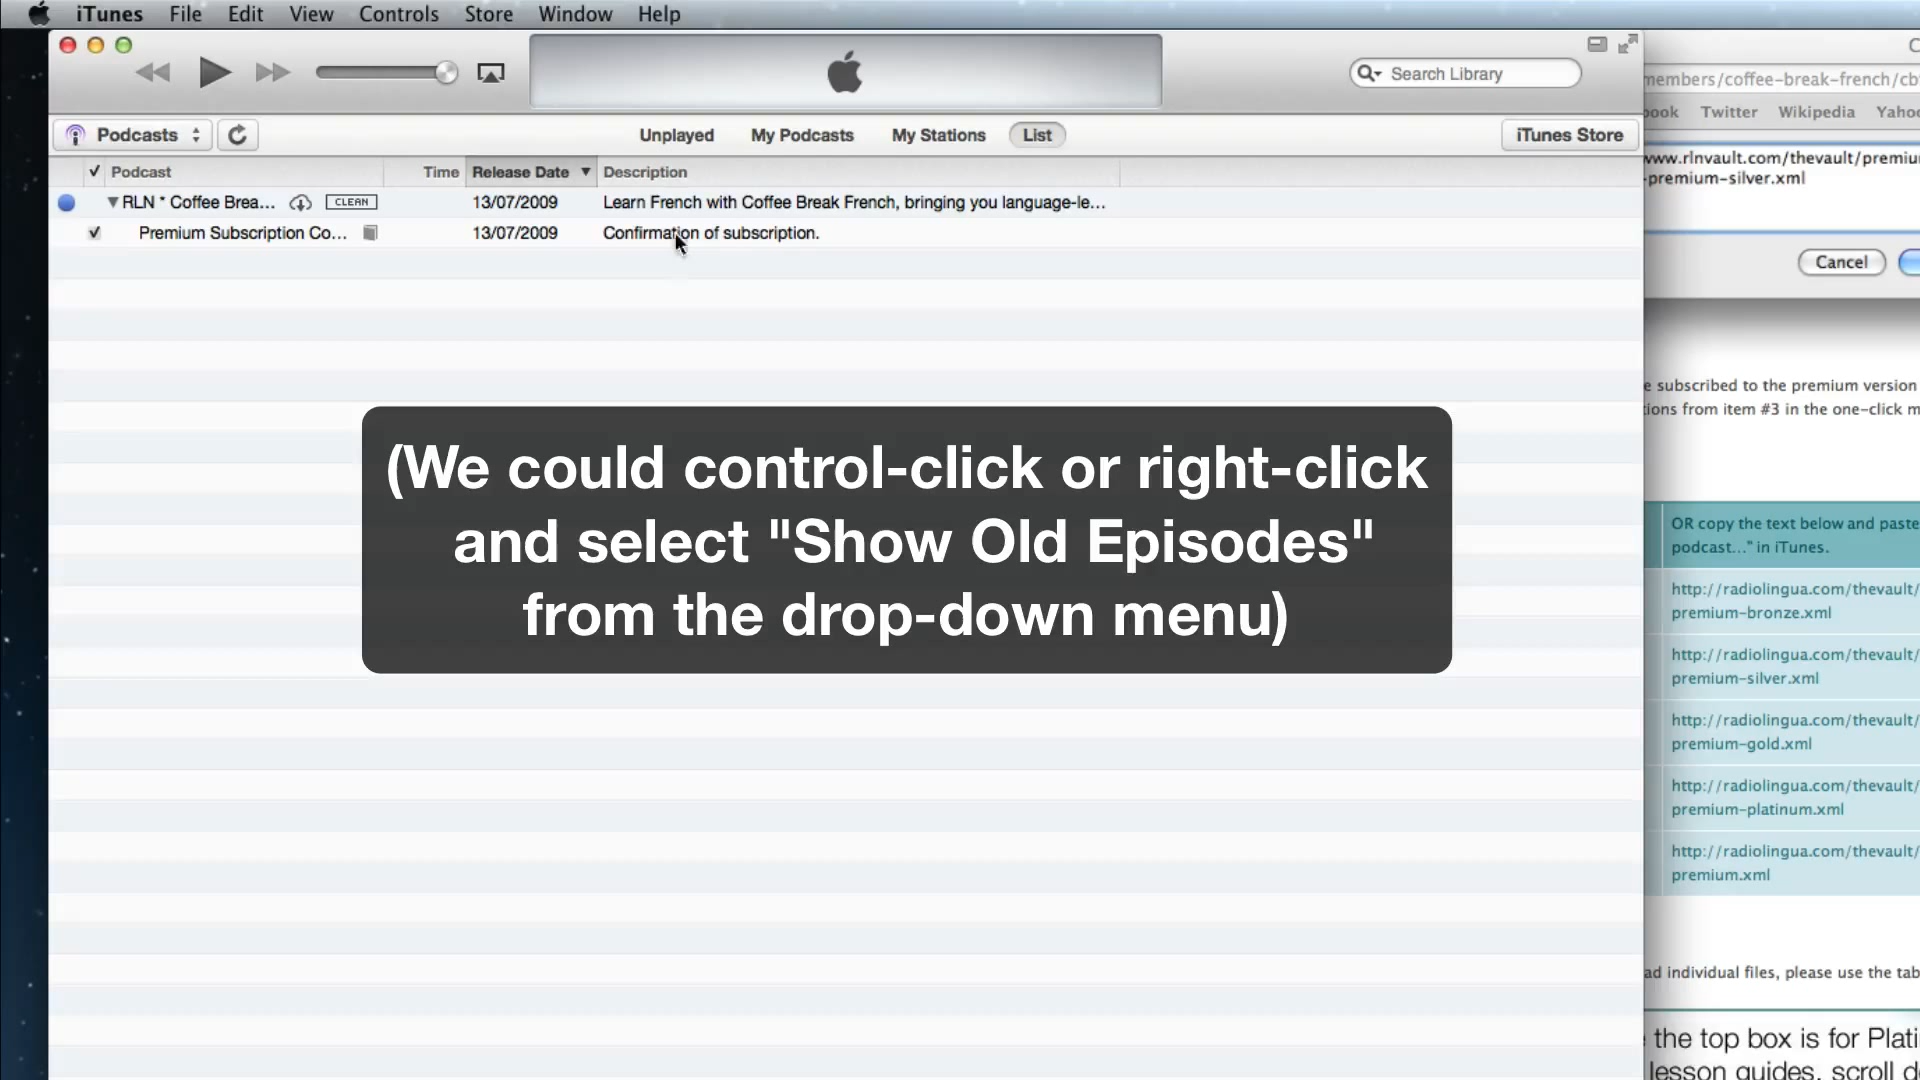 iTunes File Edit View Controls Store Window Help
Search Library
Podcasts
Unplayed My Podcasts My Stations List
iTunes Store
✓ Podcast Time Release Date ▼ Description
RLN * Coffee Brea... CLEAN 13/07/2009 Learn French with Coffee Break French, bringing you language-le...
✓ Premium Subscription Co... 13/07/2009 Confirmation of subscription.
(We could control-click or right-click
and select "Show Old Episodes"
from the drop-down menu)
members/coffee-break-french/cb
Twitter Wikipedia Yaho
www.rlnvault.com/thevault/premiu
-premium-silver.xml
Cancel
e subscribed to the premium version
tions from item #3 in the one-click m
OR copy the text below and paste
podcast..." in iTunes.
http://radiolingua.com/thevault/
premium-bronze.xml
http://radiolingua.com/thevault/
premium-silver.xml
http://radiolingua.com/thevault/
premium-gold.xml
http://radiolingua.com/thevault/
premium-platinum.xml
http://radiolingua.com/thevault/
premium.xml
ad individual files, please use the tab
the top box is for Plati
lesson guides, scroll d